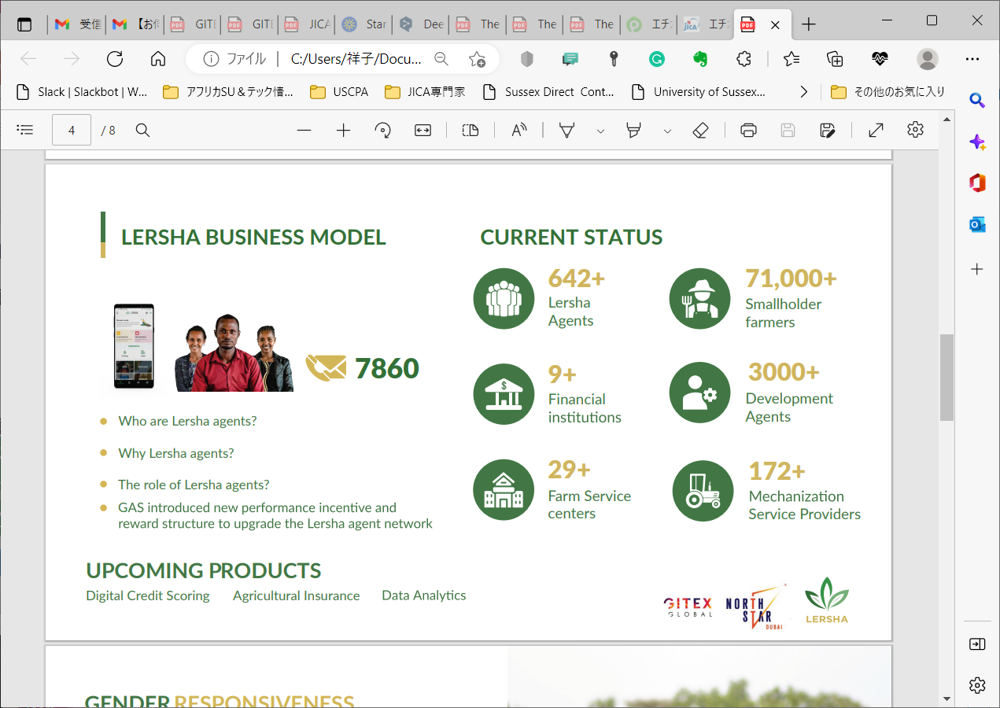 受信
【お
GITE
GITE
JICA
Star
Dee
The
The
The
エチ
エチ
ファイル
C:/Users/祥子/Docu...
Slack | Slackbot | W...
アフリカSU＆テック情...
USCPA
JICA専門家
Sussex Direct Cont...
University of Sussex...
その他のお気に入り
4 / 8
LERSHA BUSINESS MODEL
7860
Who are Lersha agents?
Why Lersha agents?
The role of Lersha agents?
GAS introduced new performance incentive and
reward structure to upgrade the Lersha agent network
CURRENT STATUS
642+
Lersha
Agents
71,000+
Smallholder
farmers
9+
Financial
institutions
3000+
Development
Agents
29+
Farm Service
centers
172+
Mechanization
Service Providers
UPCOMING PRODUCTS
Digital Credit Scoring Agricultural Insurance Data Analytics
GITEX
GLOBAL
NORTH
STAR
DUBAI
LERSHA
GENDER RESPONSIVENESS